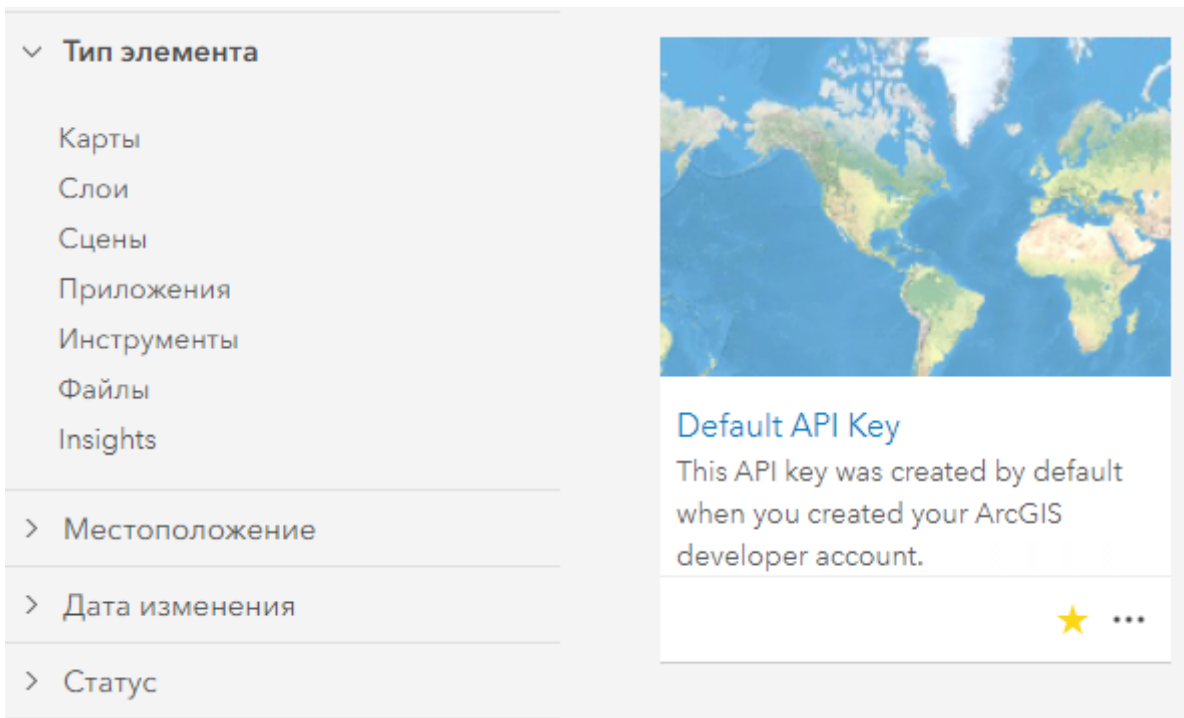 Тип элемента
Карты
Слои
Сцены
Приложения
Инструменты
Файлы
Insights
Местоположение
Дата изменения
Статус
Default API Key
This API key was created by default
when you created your ArcGIS
developer account.